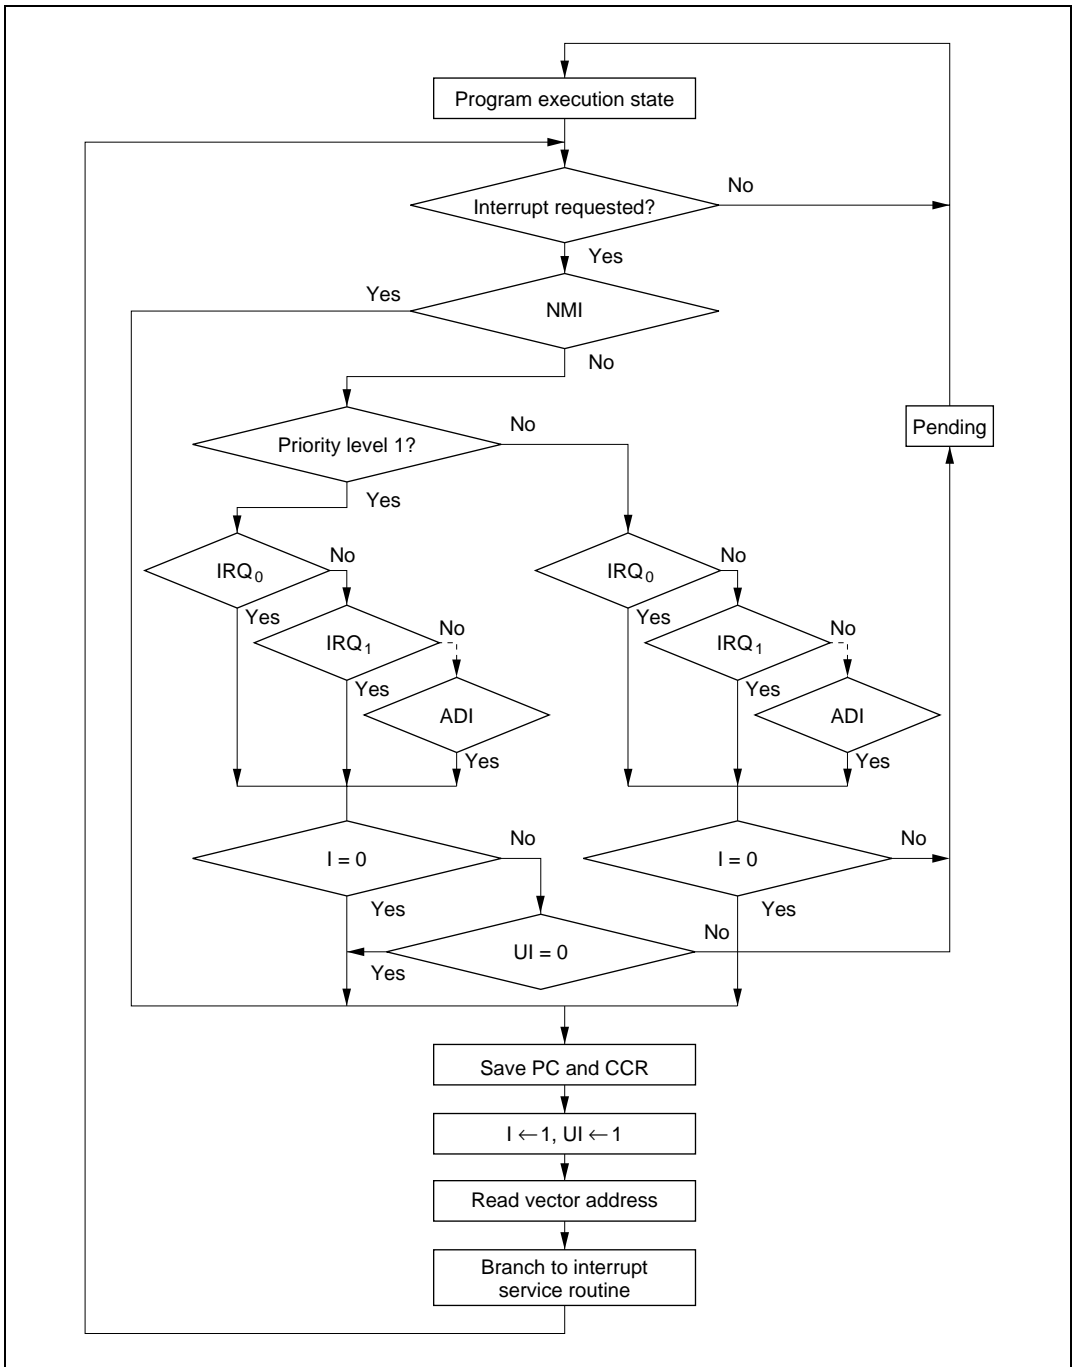 Program execution state
No
Interrupt requested?
Yes
Yes
NMI
No
Pending
No
Priority level 1?
Yes
IRQ0
No
IRQ0
No
Yes
IRQ1
No
Yes
IRQ1
No
Yes
ADI
Yes
ADI
Yes
Yes
I = 0
No
I = 0
No
Yes
Yes
UI = 0
No
Yes
Save PC and CCR
I ← 1, UI ← 1
Read vector address
Branch to interrupt
service routine